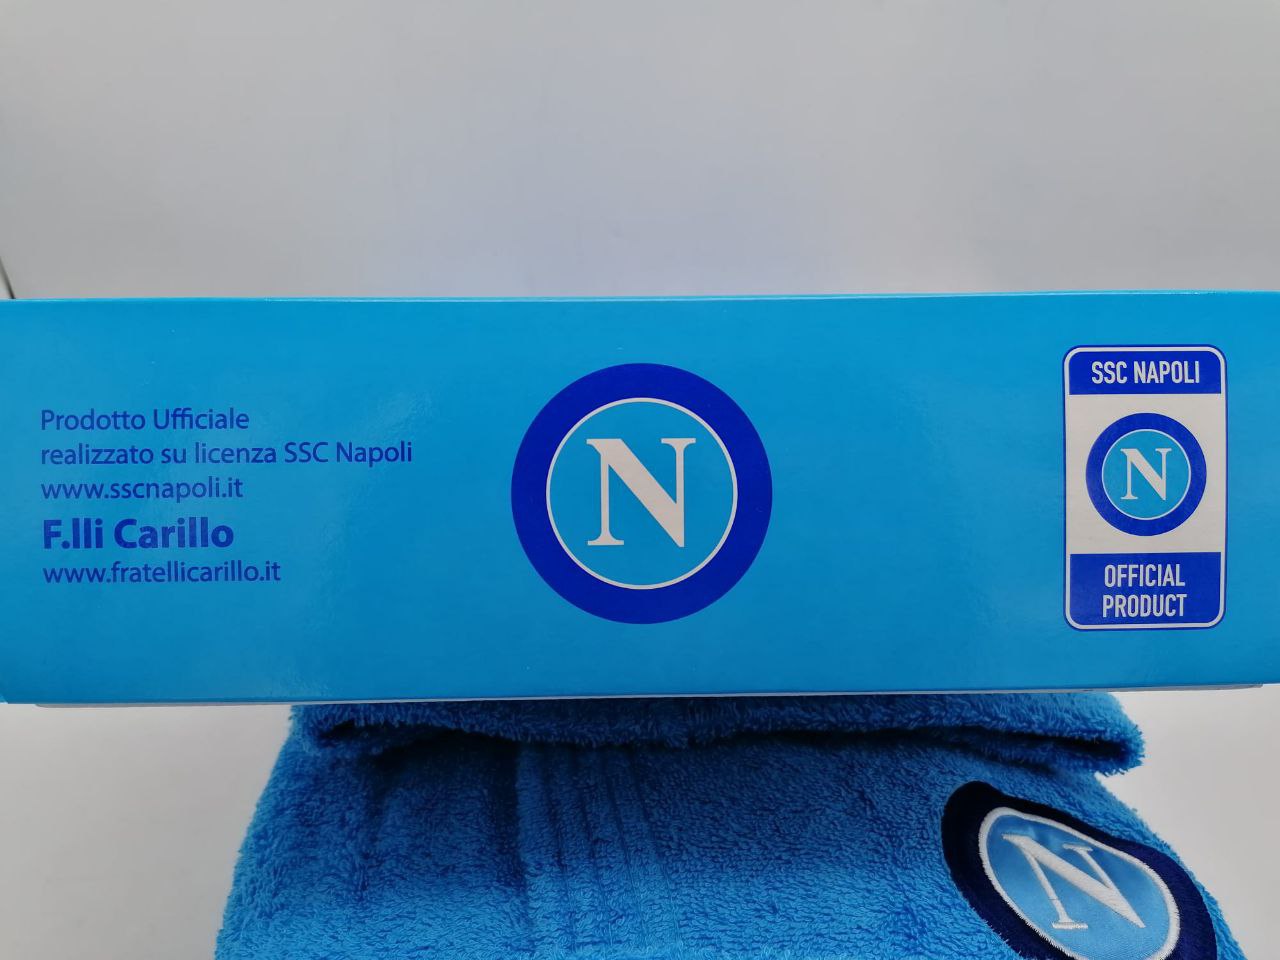 Prodotto Ufficiale
realizzato su licenza SSC Napoli
www.sscnapoli.it
F.lli Carillo
www.fratellicarillo.it
N
SSC NAPOLI
N
OFFICIAL
PRODUCT
N